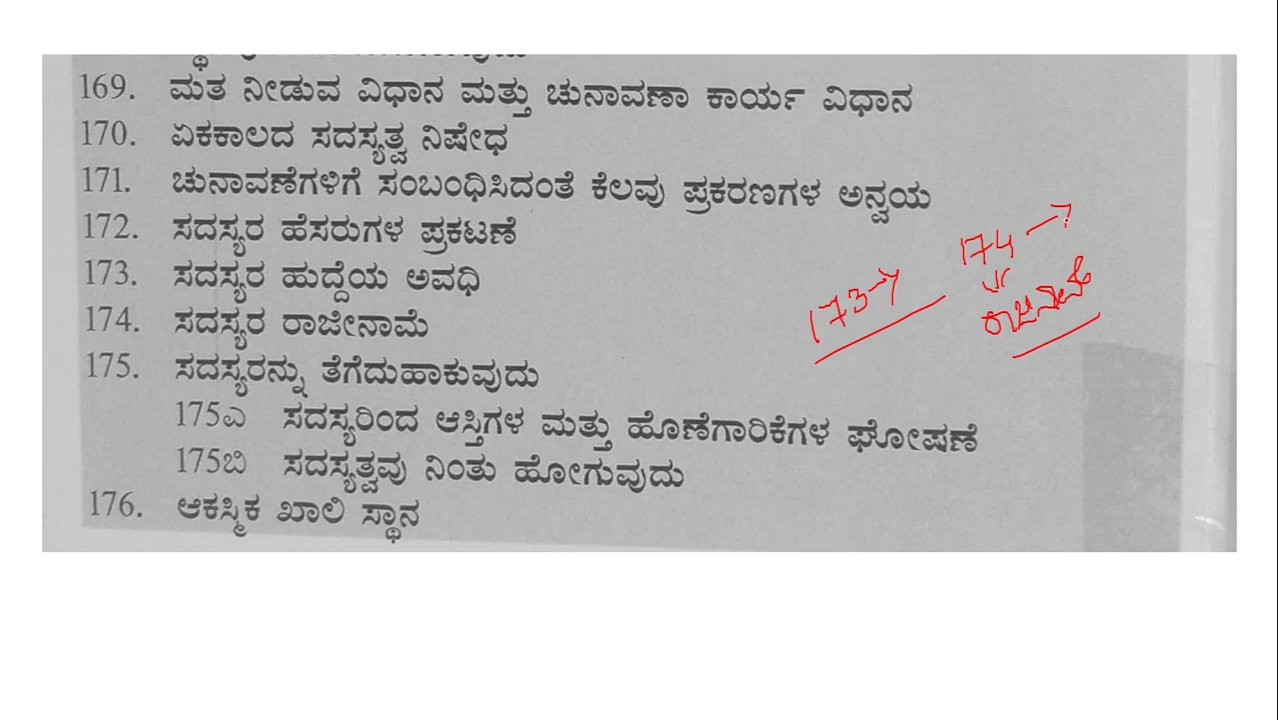 169. ಮತ ನೀಡುವ ವಿಧಾನ ಮತ್ತು ಚುನಾವಣಾ ಕಾರ್ಯ ವಿಧಾನ
170. ಏಕಕಾಲದ ಸದಸ್ಯತ್ವ ನಿಷೇಧ
171. ಚುನಾವಣೆಗಳಿಗೆ ಸಂಬಂಧಿಸಿದಂತೆ ಕೆಲವು ಪ್ರಕರಣಗಳ ಅನ್ವಯ
172. ಸದಸ್ಯರ ಹೆಸರುಗಳ ಪ್ರಕಟಣೆ
173. ಸದಸ್ಯರ ಹುದ್ದೆಯ ಅವಧಿ
174. ಸದಸ್ಯರ ರಾಜೀನಾಮೆ
175. ಸದಸ್ಯರನ್ನು ತೆಗೆದುಹಾಕುವುದು
175ಎ ಸದಸ್ಯರಿಂದ ಆಸ್ತಿಗಳ ಮತ್ತು ಹೊಣೆಗಾರಿಕೆಗಳ ಘೋಷಣೆ
175ಬಿ ಸದಸ್ಯತ್ವವು ನಿಂತು ಹೋಗುವುದು
176. ಆಕಸ್ಮಿಕ ಖಾಲಿ ಸ್ಥಾನ
173→
174 →